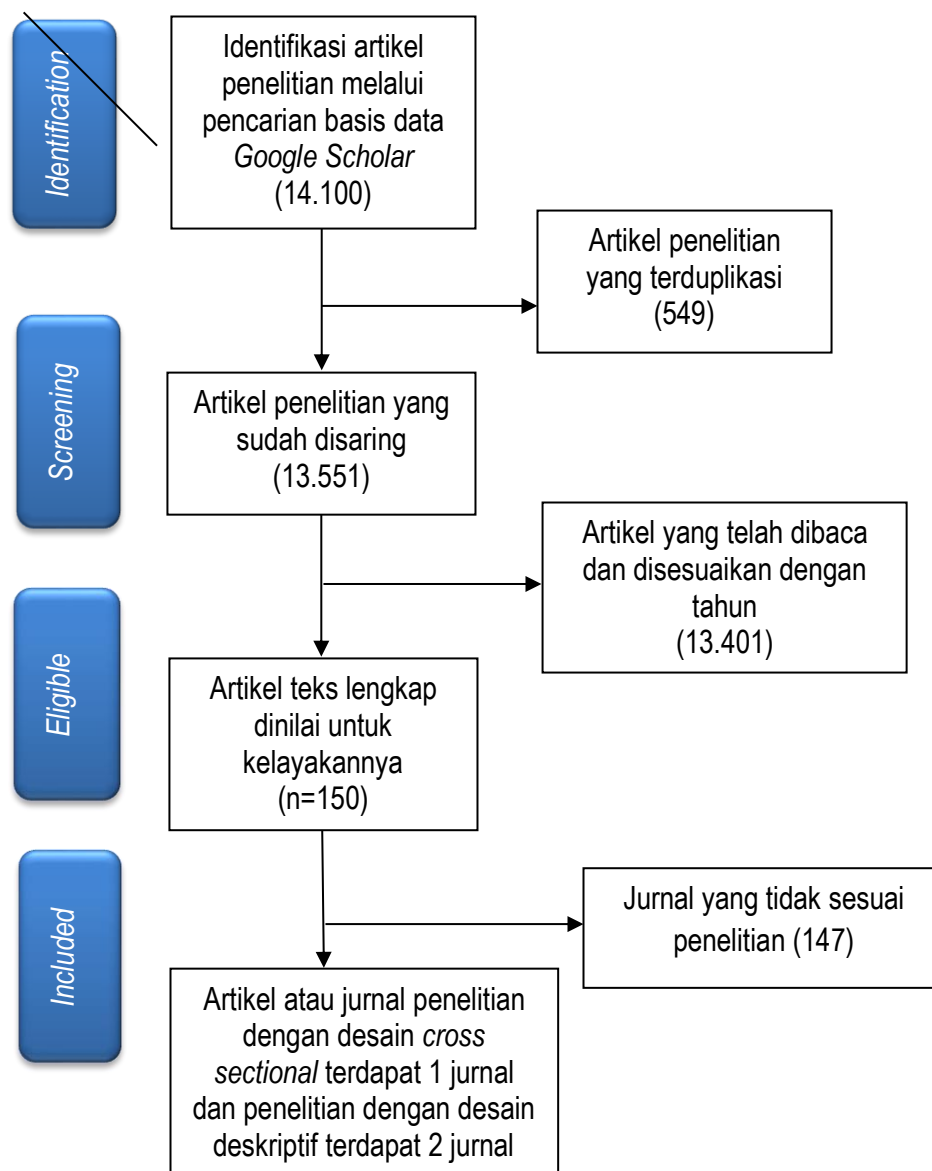 Identification
Identifikasi artikel
penelitian melalui
pencarian basis data
Google Scholar
(14.100)
Artikel penelitian
yang terduplikasi
(549)
Screening
Artikel penelitian yang
sudah disaring
(13.551)
Artikel yang telah dibaca
dan disesuaikan dengan
tahun
(13.401)
Eligible
Artikel teks lengkap
dinilai untuk
kelayakannya
(n=150)
Jurnal yang tidak sesuai
penelitian (147)
Included
Artikel atau jurnal penelitian
dengan desain cross
sectional terdapat 1 jurnal
dan penelitian dengan desain
deskriptif terdapat 2 jurnal